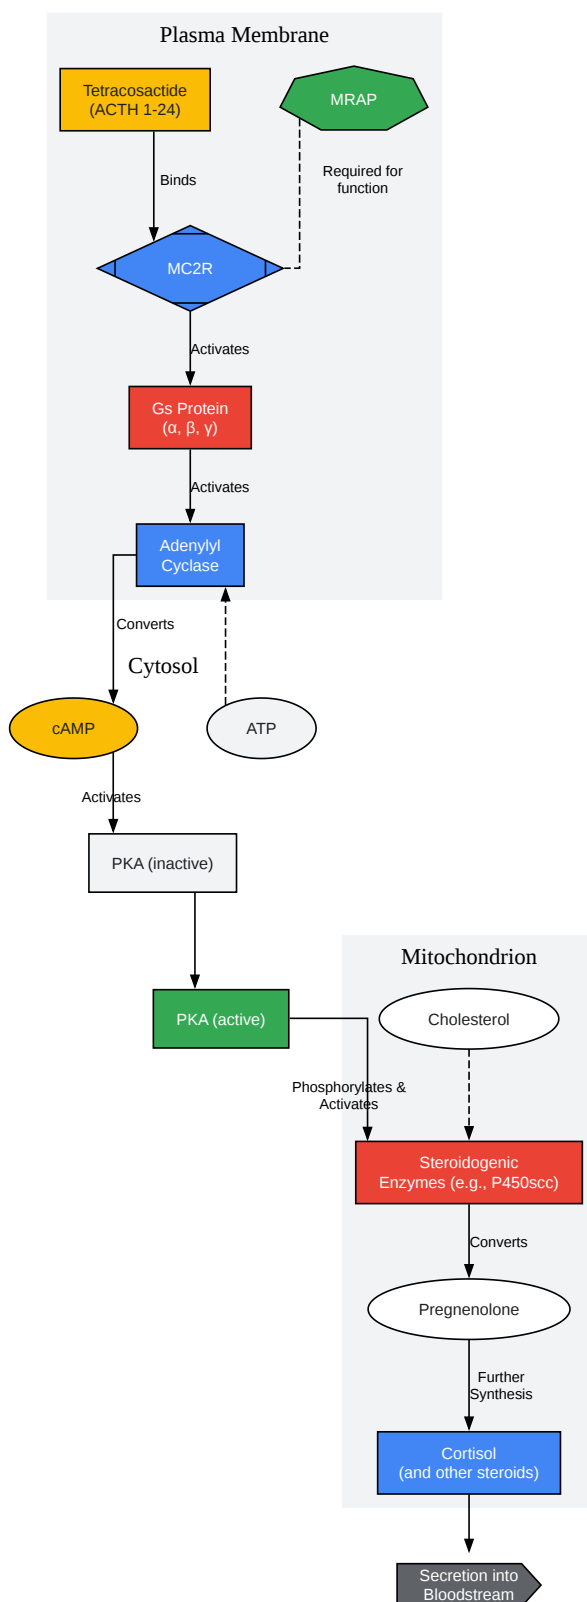 Plasma Membrane
Tetracosactide
(ACTH 1-24)
MRAP
Binds
Required for
function
MC2R
Activates
Gs Protein
(α, β, γ)
Activates
Adenylyl
Cyclase
Converts
Cytosol
cAMP
ATP
Activates
PKA (inactive)
Mitochondrion
PKA (active)
Cholesterol
Phosphorylates &
Activates
Steroidogenic
Enzymes (e.g., P450scc)
Converts
Pregnenolone
Further
Synthesis
Cortisol
(and other steroids)
Secretion into
Bloodstream